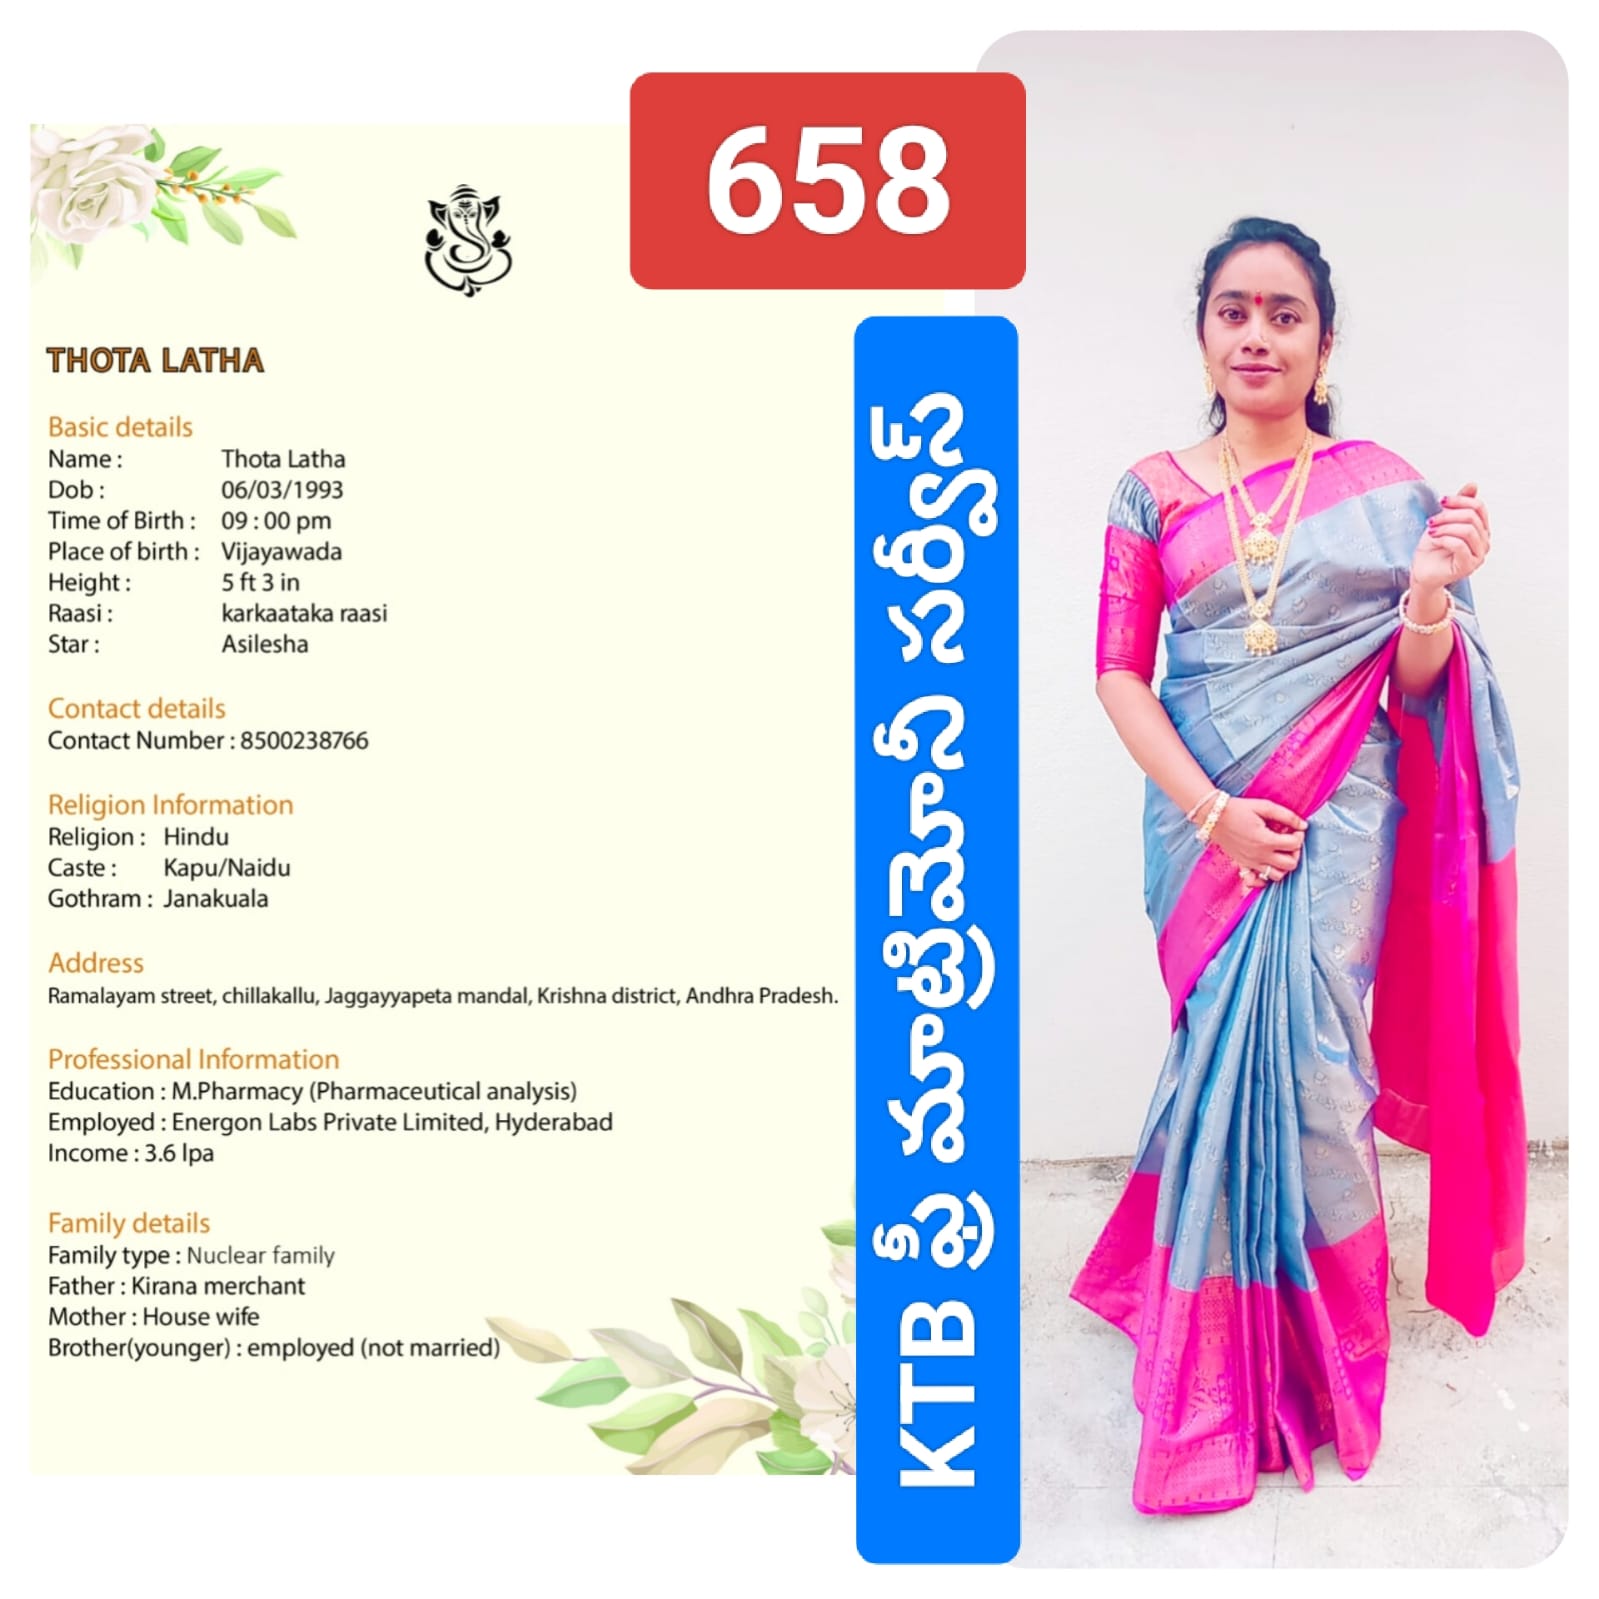 658
THOTA LATHA
Basic details
Name : Thota Latha
Dob : 06/03/1993
Time of Birth : 09 : 00 pm
Place of birth : Vijayawada
Height : 5 ft 3 in
Raasi : karkaataka raasi
Star : Asilesha
Contact details
Contact Number : 8500238766
Religion Information
Religion : Hindu
Caste : Kapu/Naidu
Gothram : Janakuala
Address
Ramalayam street, chillakallu, Jaggayyapeta mandal, Krishna district, Andhra Pradesh.
Professional Information
Education : M.Pharmacy (Pharmaceutical analysis)
Employed : Energon Labs Private Limited, Hyderabad
Income : 3.6 lpa
Family details
Family type : Nuclear family
Father : Kirana merchant
Mother : House wife
Brother(younger) : employed (not married)
KTB ఫ్రీ మాట్రిమోనీ సర్వీస్